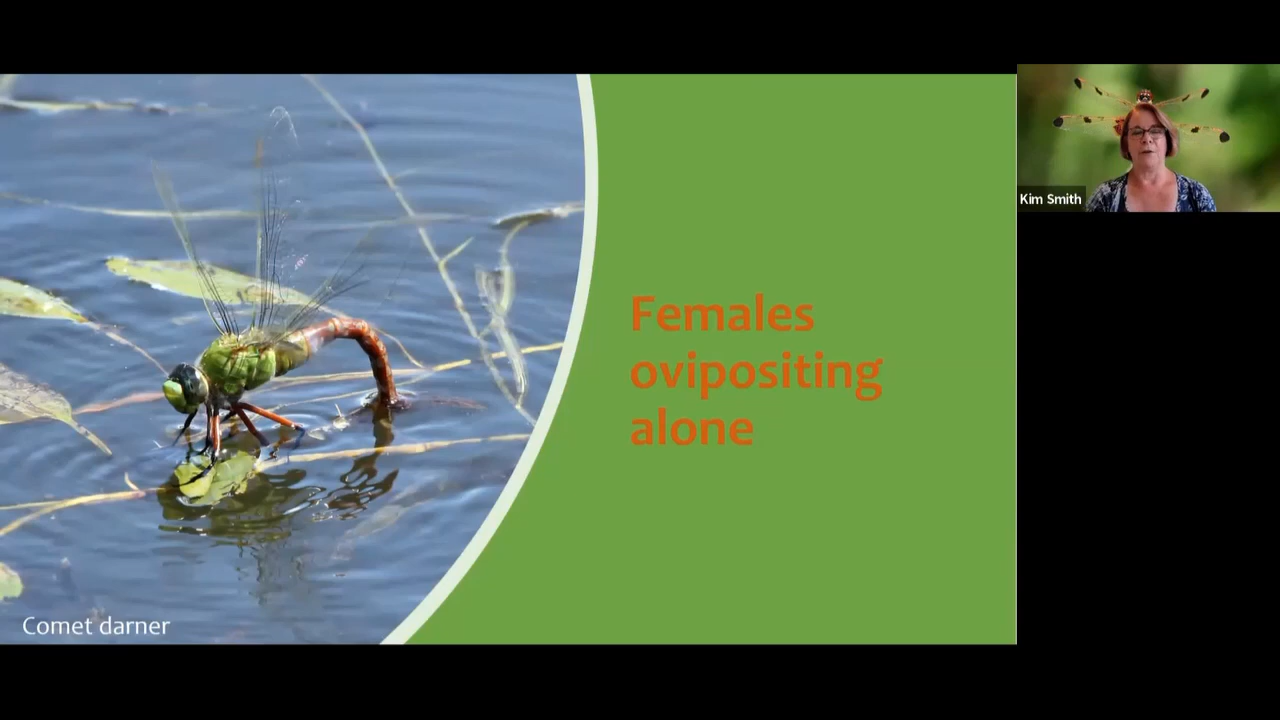 Females
ovipositing
alone
Comet darner
Kim Smith